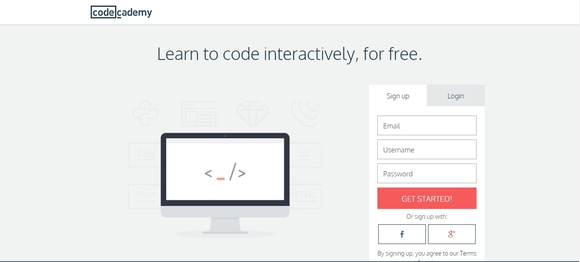 codecademy
Learn to code interactively, for free.
Sign up
Login
Email
Username
Password
GET STARTED!
Or sign up with:
f
g+
By signing up, you agree to our Terms
< _ />